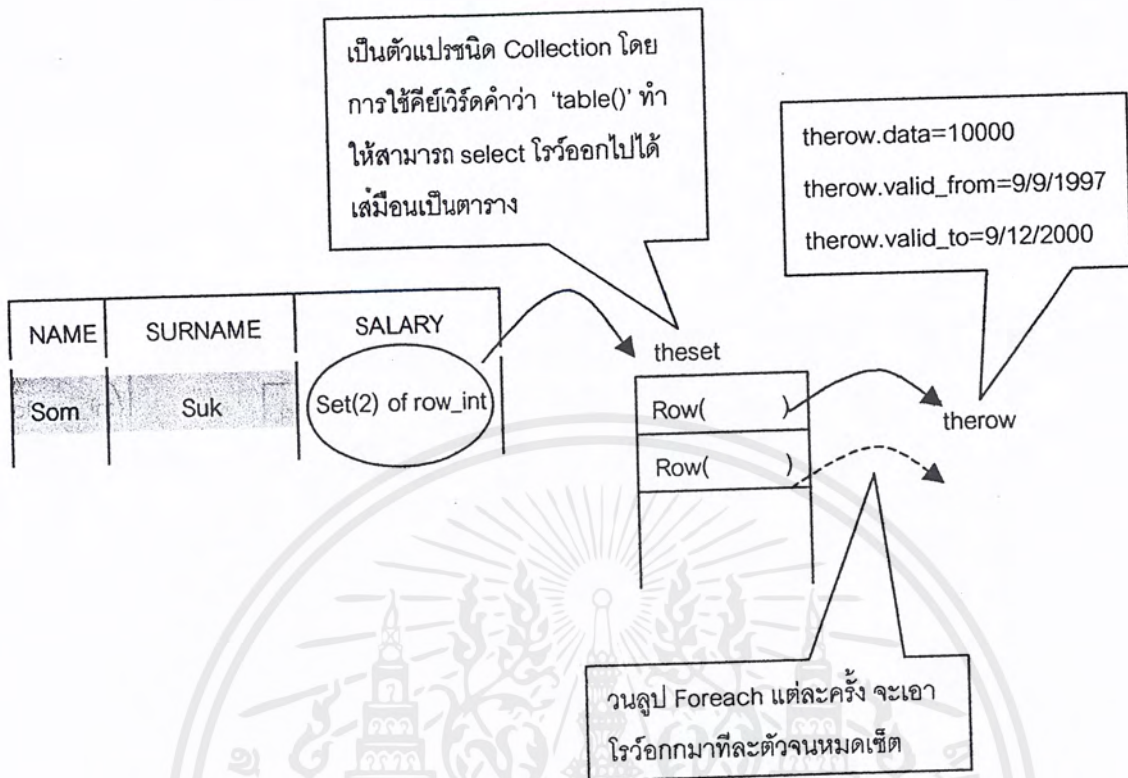 เป็นตัวแปรชนิด Collection โดย
การใช้คีย์เวิร์ดคำว่า 'table()' ทำ
ให้สามารถ select โรว์ออกไปได้
เส่มือนเป็นตาราง
therow.data=10000
therow.valid_from=9/9/1997
therow.valid_to=9/12/2000
NAME SURNAME SALARY
Som Suk Set(2) of row_int
theset
Row( )
Row( )
therow
วนลูป Foreach แต่ละครั้ง จะเอา
โรว์อกกมาทีละตัวจนหมดเซ็ต